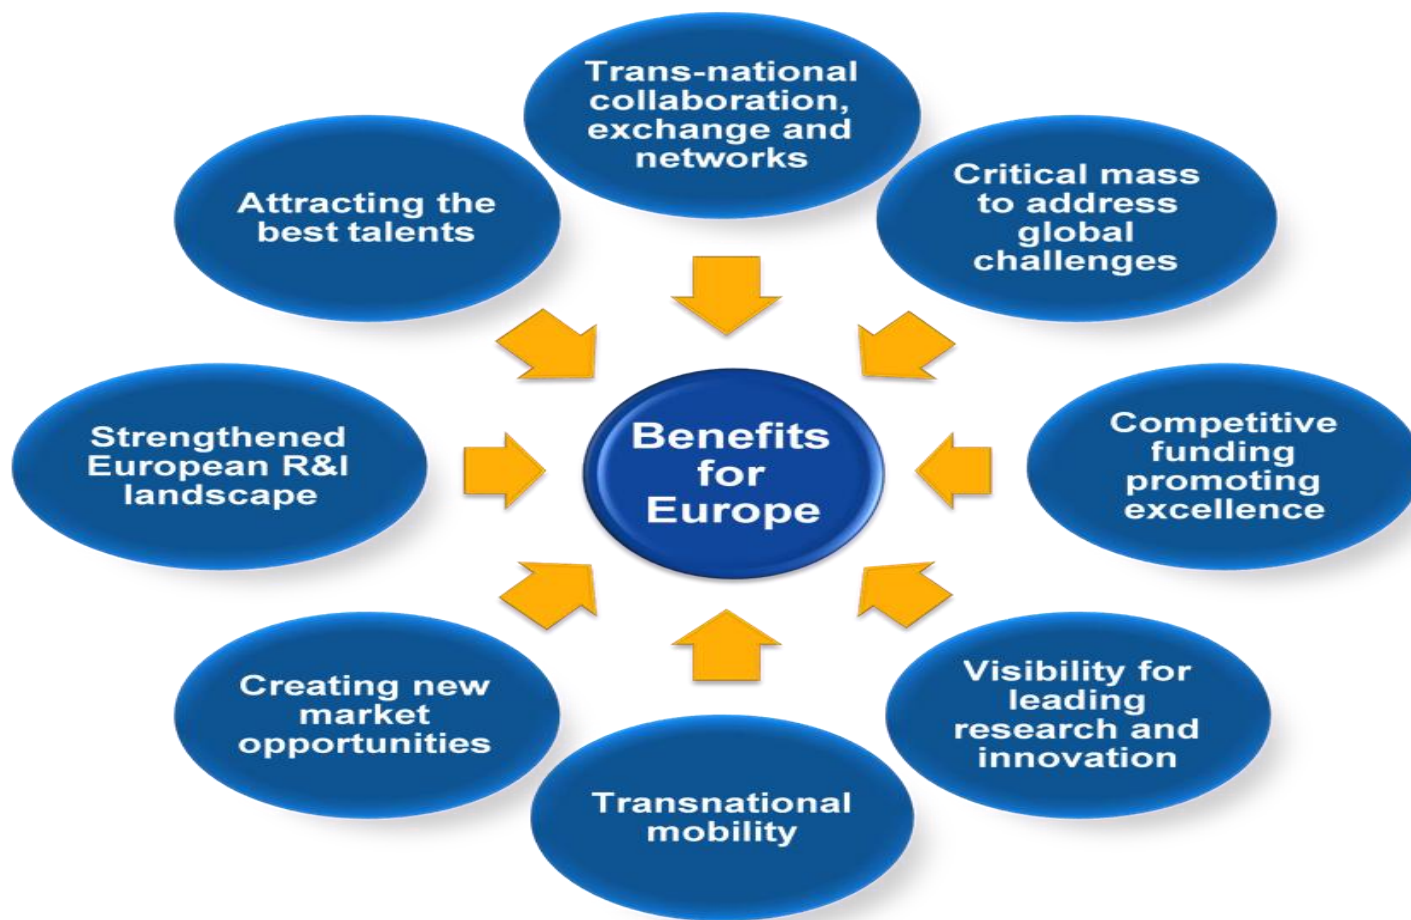 Trans-national
collaboration,
exchange and
networks
Critical mass
to address
global
challenges
Competitive
funding
promoting
excellence
Visibility for
leading
research and
innovation
Transnational
mobility
Creating new
market
opportunities
Strengthened
European R&I
landscape
Attracting the
best talents
Benefits
for
Europe